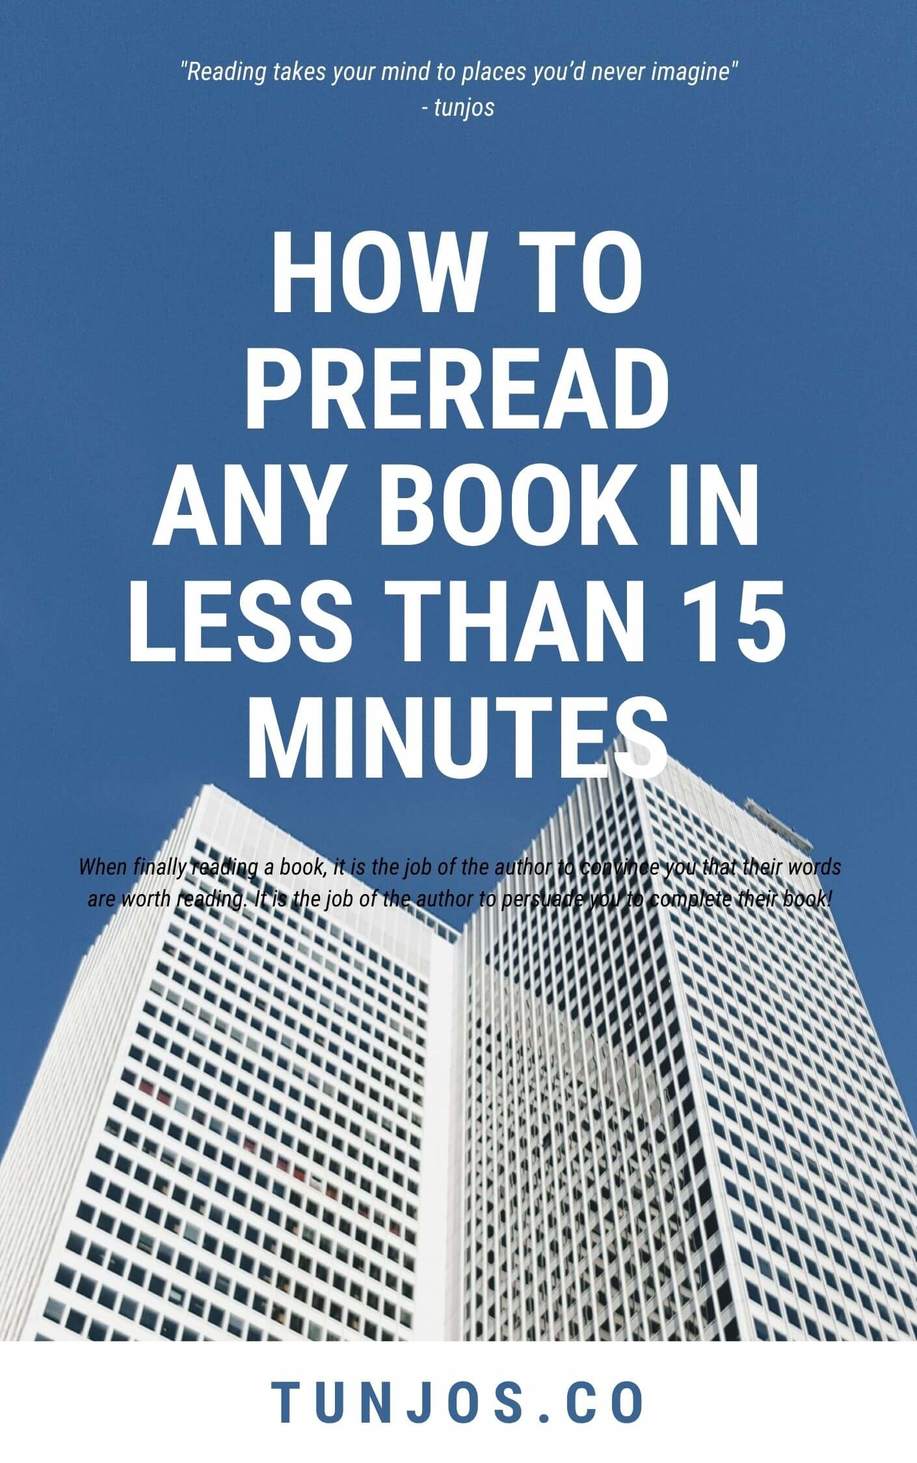 "Reading takes your mind to places you’d never imagine"
- tunjos
HOW TO
PREREAD
ANY BOOK IN
LESS THAN 15
MINUTES
When finally reading a book, it is the job of the author to convince you that their words
are worth reading. It is the job of the author to persuade you to complete their book!
TUNJOS.CO